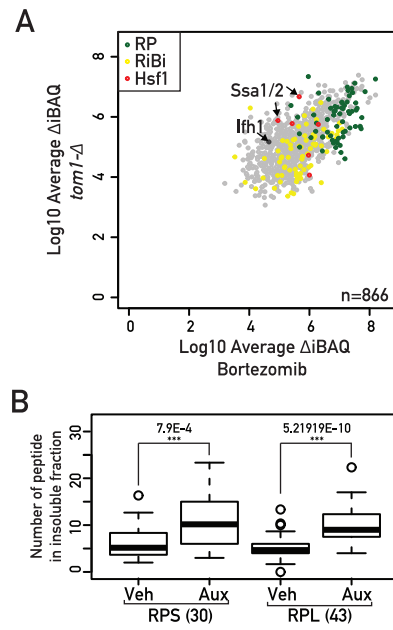 A
RP
RiBi
Hsf1
Ssa1/2
Ifh1
n=866
8
6
4
2
0
Log10 Average ΔiBAQ
tom1-Δ
0 2 4 6 8
Log10 Average ΔiBAQ
Bortezomib
B
7.9E-4
***
5.21919E-10
***
30
20
10
0
Number of peptide
in insoluble fraction
Veh Aux Veh Aux
RPS (30) RPL (43)